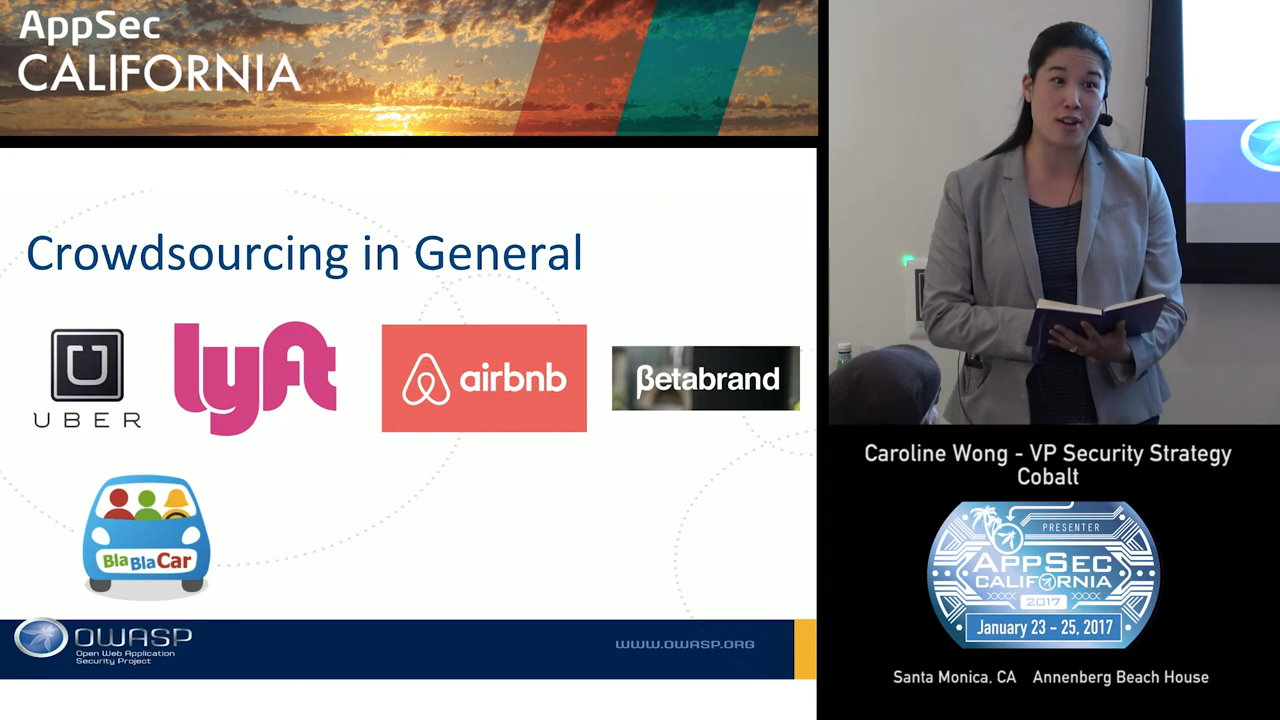 AppSec
CALIFORNIA
Crowdsourcing in General
U
UBER
lyft
airbnb
βetabrand
BlaBlaCar
OWASP
Open Web Application
Security Project
WWW.OWASP.ORG
Caroline Wong - VP Security Strategy
Cobalt
PRESENTER
APPSEC
CALIFORNIA
2017
January 23 - 25, 2017
Santa Monica, CA Annenberg Beach House